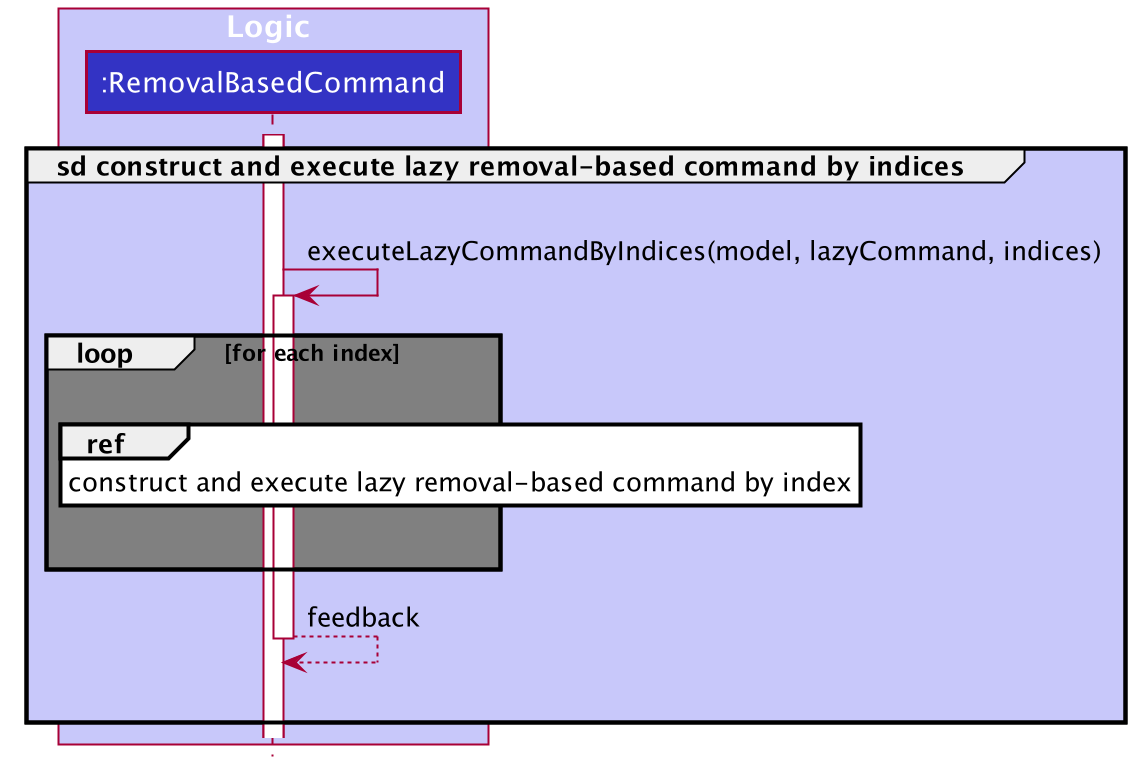 Logic
:RemovalBasedCommand
sd construct and execute lazy removal-based command by indices
executeLazyCommandByIndices(model, lazyCommand, indices)
loop [for each index]
ref
construct and execute lazy removal-based command by index
feedback